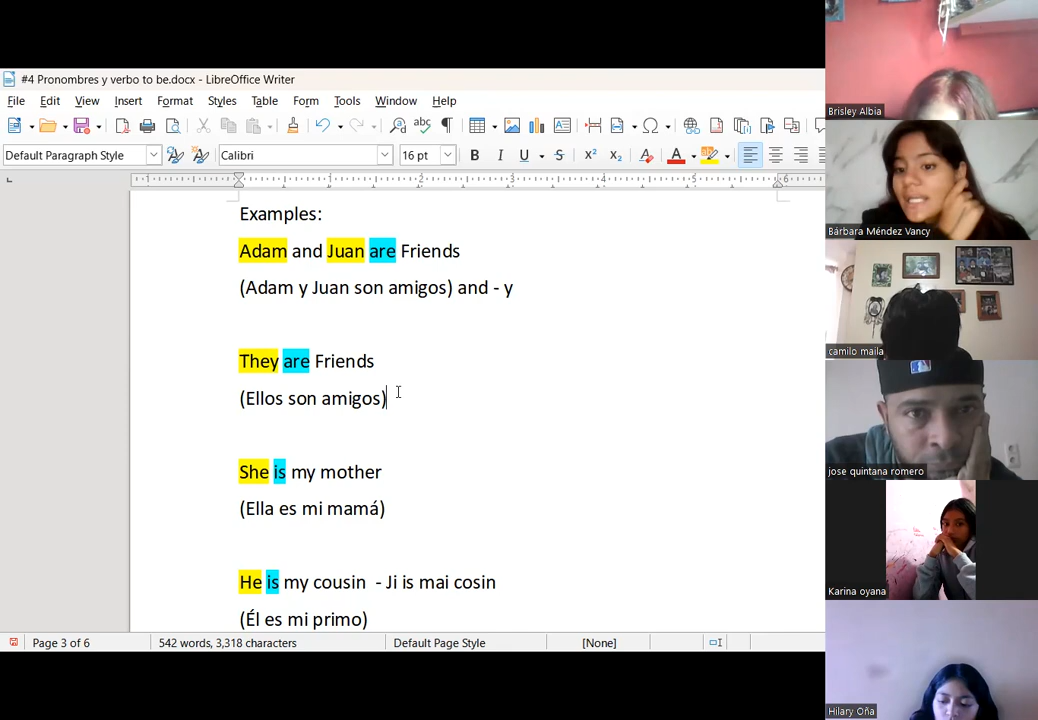 #4 Pronombres y verbo to be.docx - LibreOffice Writer
File Edit View Insert Format Styles Table Form Tools Window Help
Default Paragraph Style Calibri 16 pt
Examples:
Adam and Juan are Friends
(Adam y Juan son amigos) and - y
They are Friends
(Ellos son amigos)
She is my mother
(Ella es mi mamá)
He is my cousin - Ji is mai cosin
(Él es mi primo)
Page 3 of 6 542 words, 3,318 characters Default Page Style [None]
Brisley Albia
Bárbara Méndez Vancy
camilo maila
jose quintana romero
Karina oyana
Hilary Oña